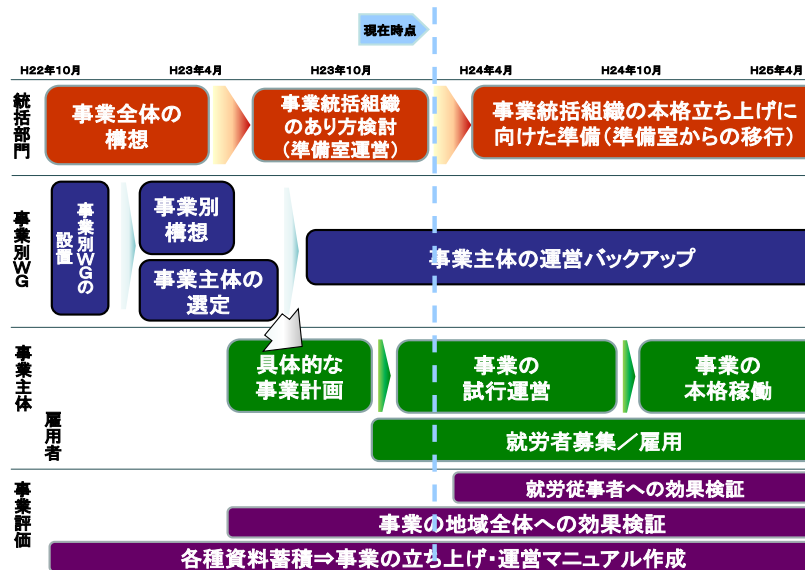 現在時点
H22年10月
H23年4月
H23年10月
H24年4月
H24年10月
H25年4月
統括部門
事業全体の
構想
事業統括組織
のあり方検討
（準備室運営）
事業統括組織の本格立ち上げに
向けた準備（準備室からの移行）
事業別WG
事業別WGの
設置
事業別
構想
事業主体の
選定
事業主体の運営バックアップ
事業主体
雇用者
具体的な
事業計画
事業の
試行運営
事業の
本格稼働
就労者募集／雇用
事業評価
就労従事者への効果検証
事業の地域全体への効果検証
各種資料蓄積⇒事業の立ち上げ・運営マニュアル作成